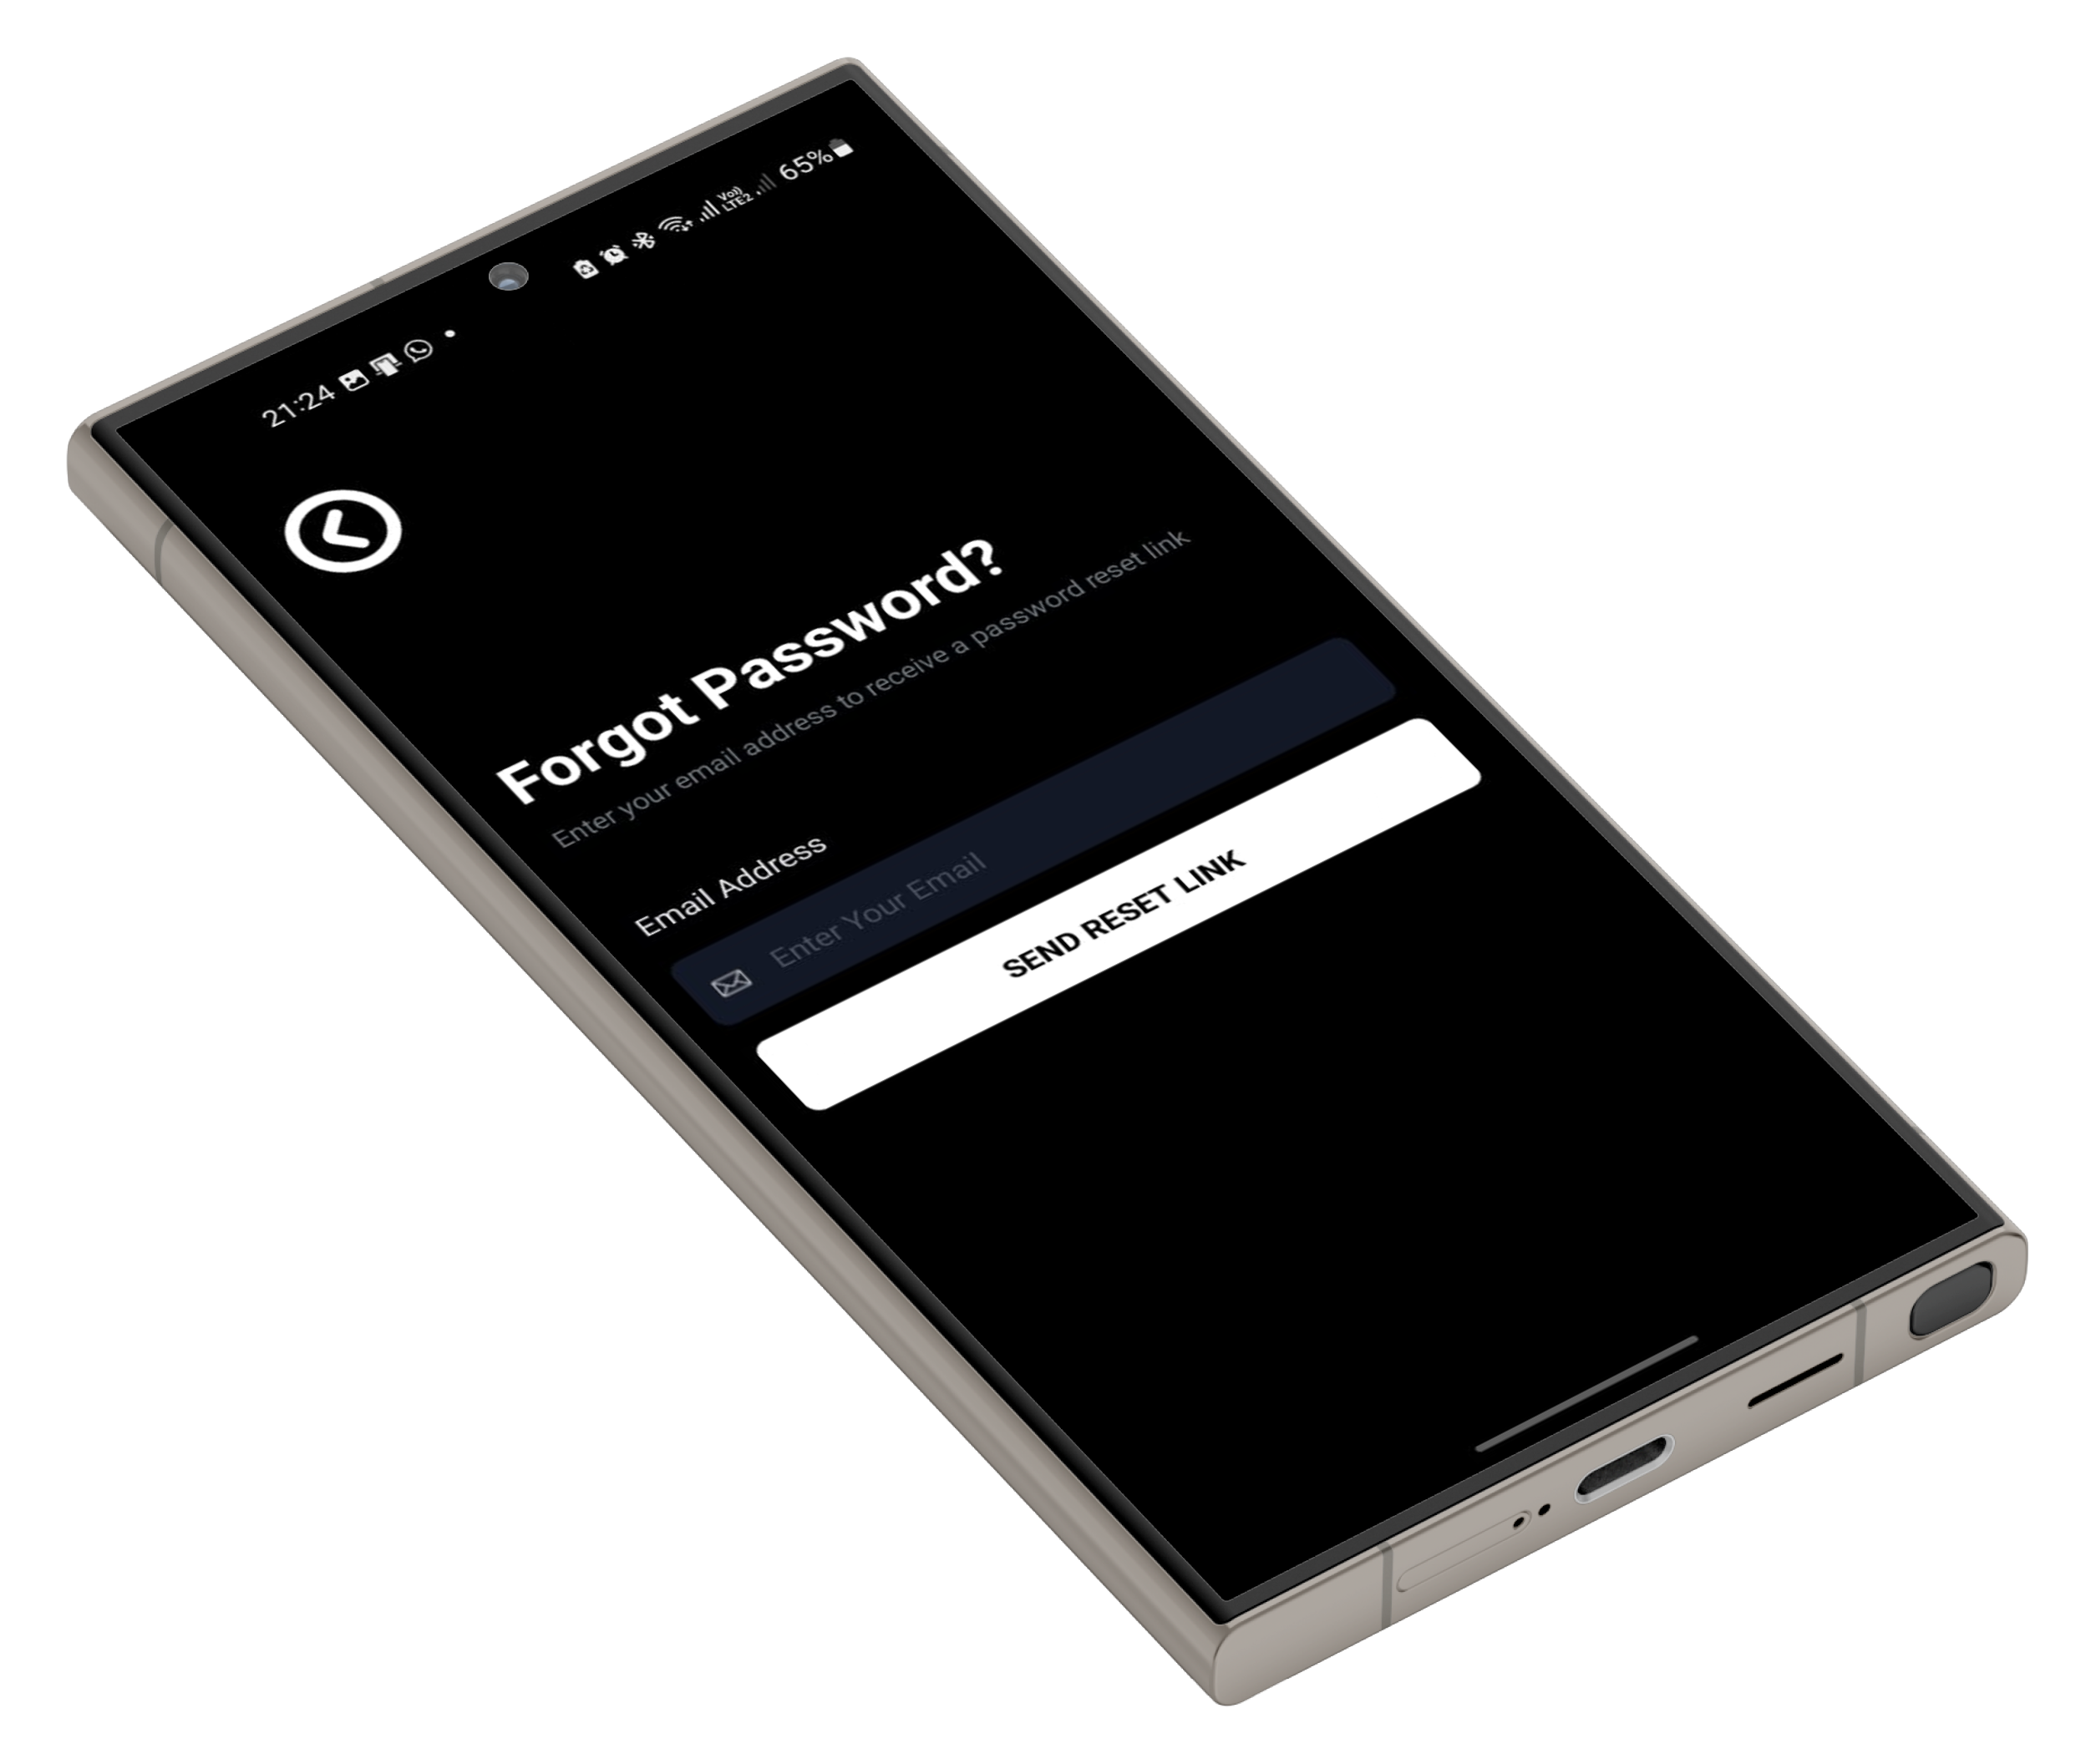 21:24 Vo)) LTE2 65%
Forgot Password?
Enter your email address to receive a password reset link
Email Address
Enter Your Email
SEND RESET LINK